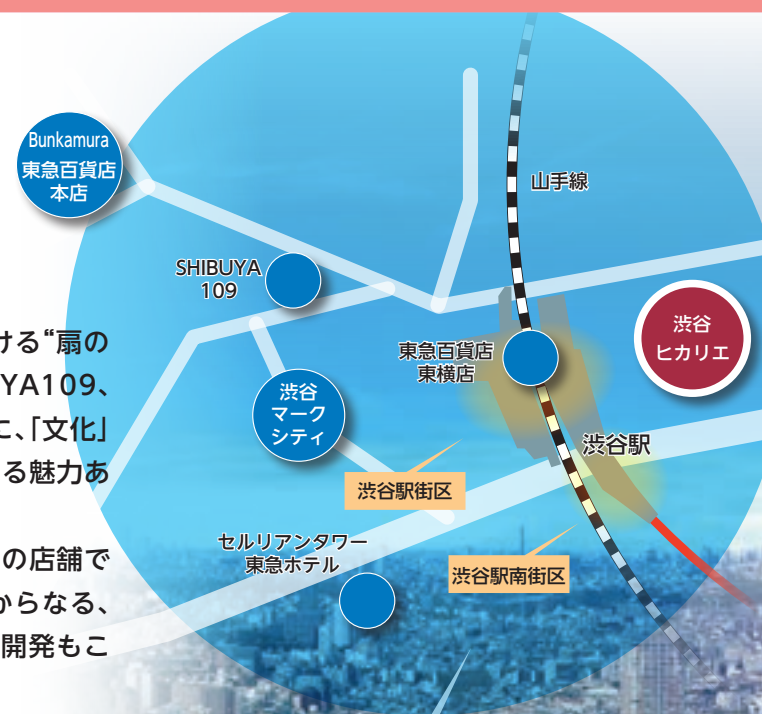 Bunkamura
東急百貨店
本店
山手線
SHIBUYA
109
渋谷
ヒカリエ
東急百貨店
東横店
渋谷
マーク
シティ
渋谷駅
渋谷駅街区
セルリアンタワー
東急ホテル
渋谷駅南街区
ける“扇の
YA109、
に、「文化」
る魅力あ
の店舗で
からなる、
開発もこ